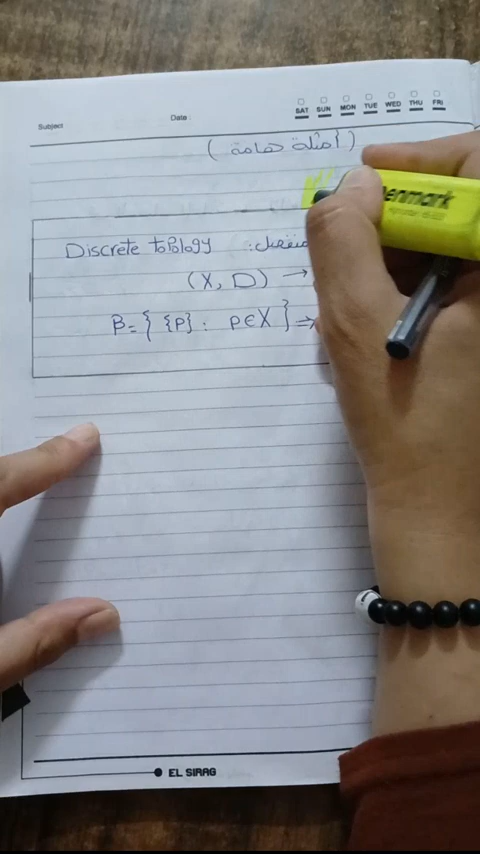 SAT SUN MON TUE WED THU FRI
Subject
Date :
( أمثلة هامة )
enmark
Discrete toPology :
(X, D) →
β = { {P} : P∈X } ⇒
EL SIRAG